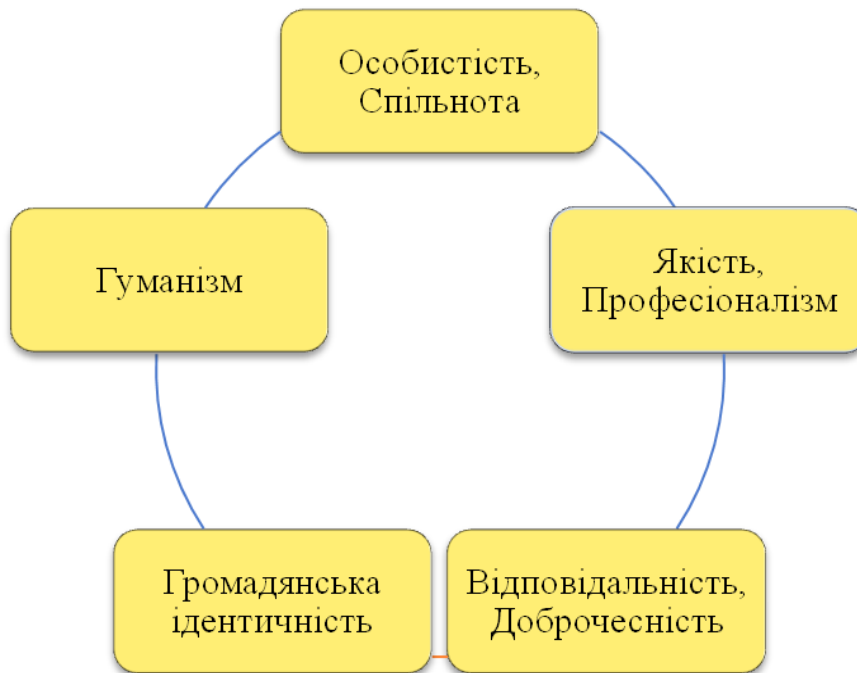 Особистість,
Спільнота
Гуманізм
Якість,
Професіоналізм
Громадянська
ідентичність
Відповідальність,
Доброчесність